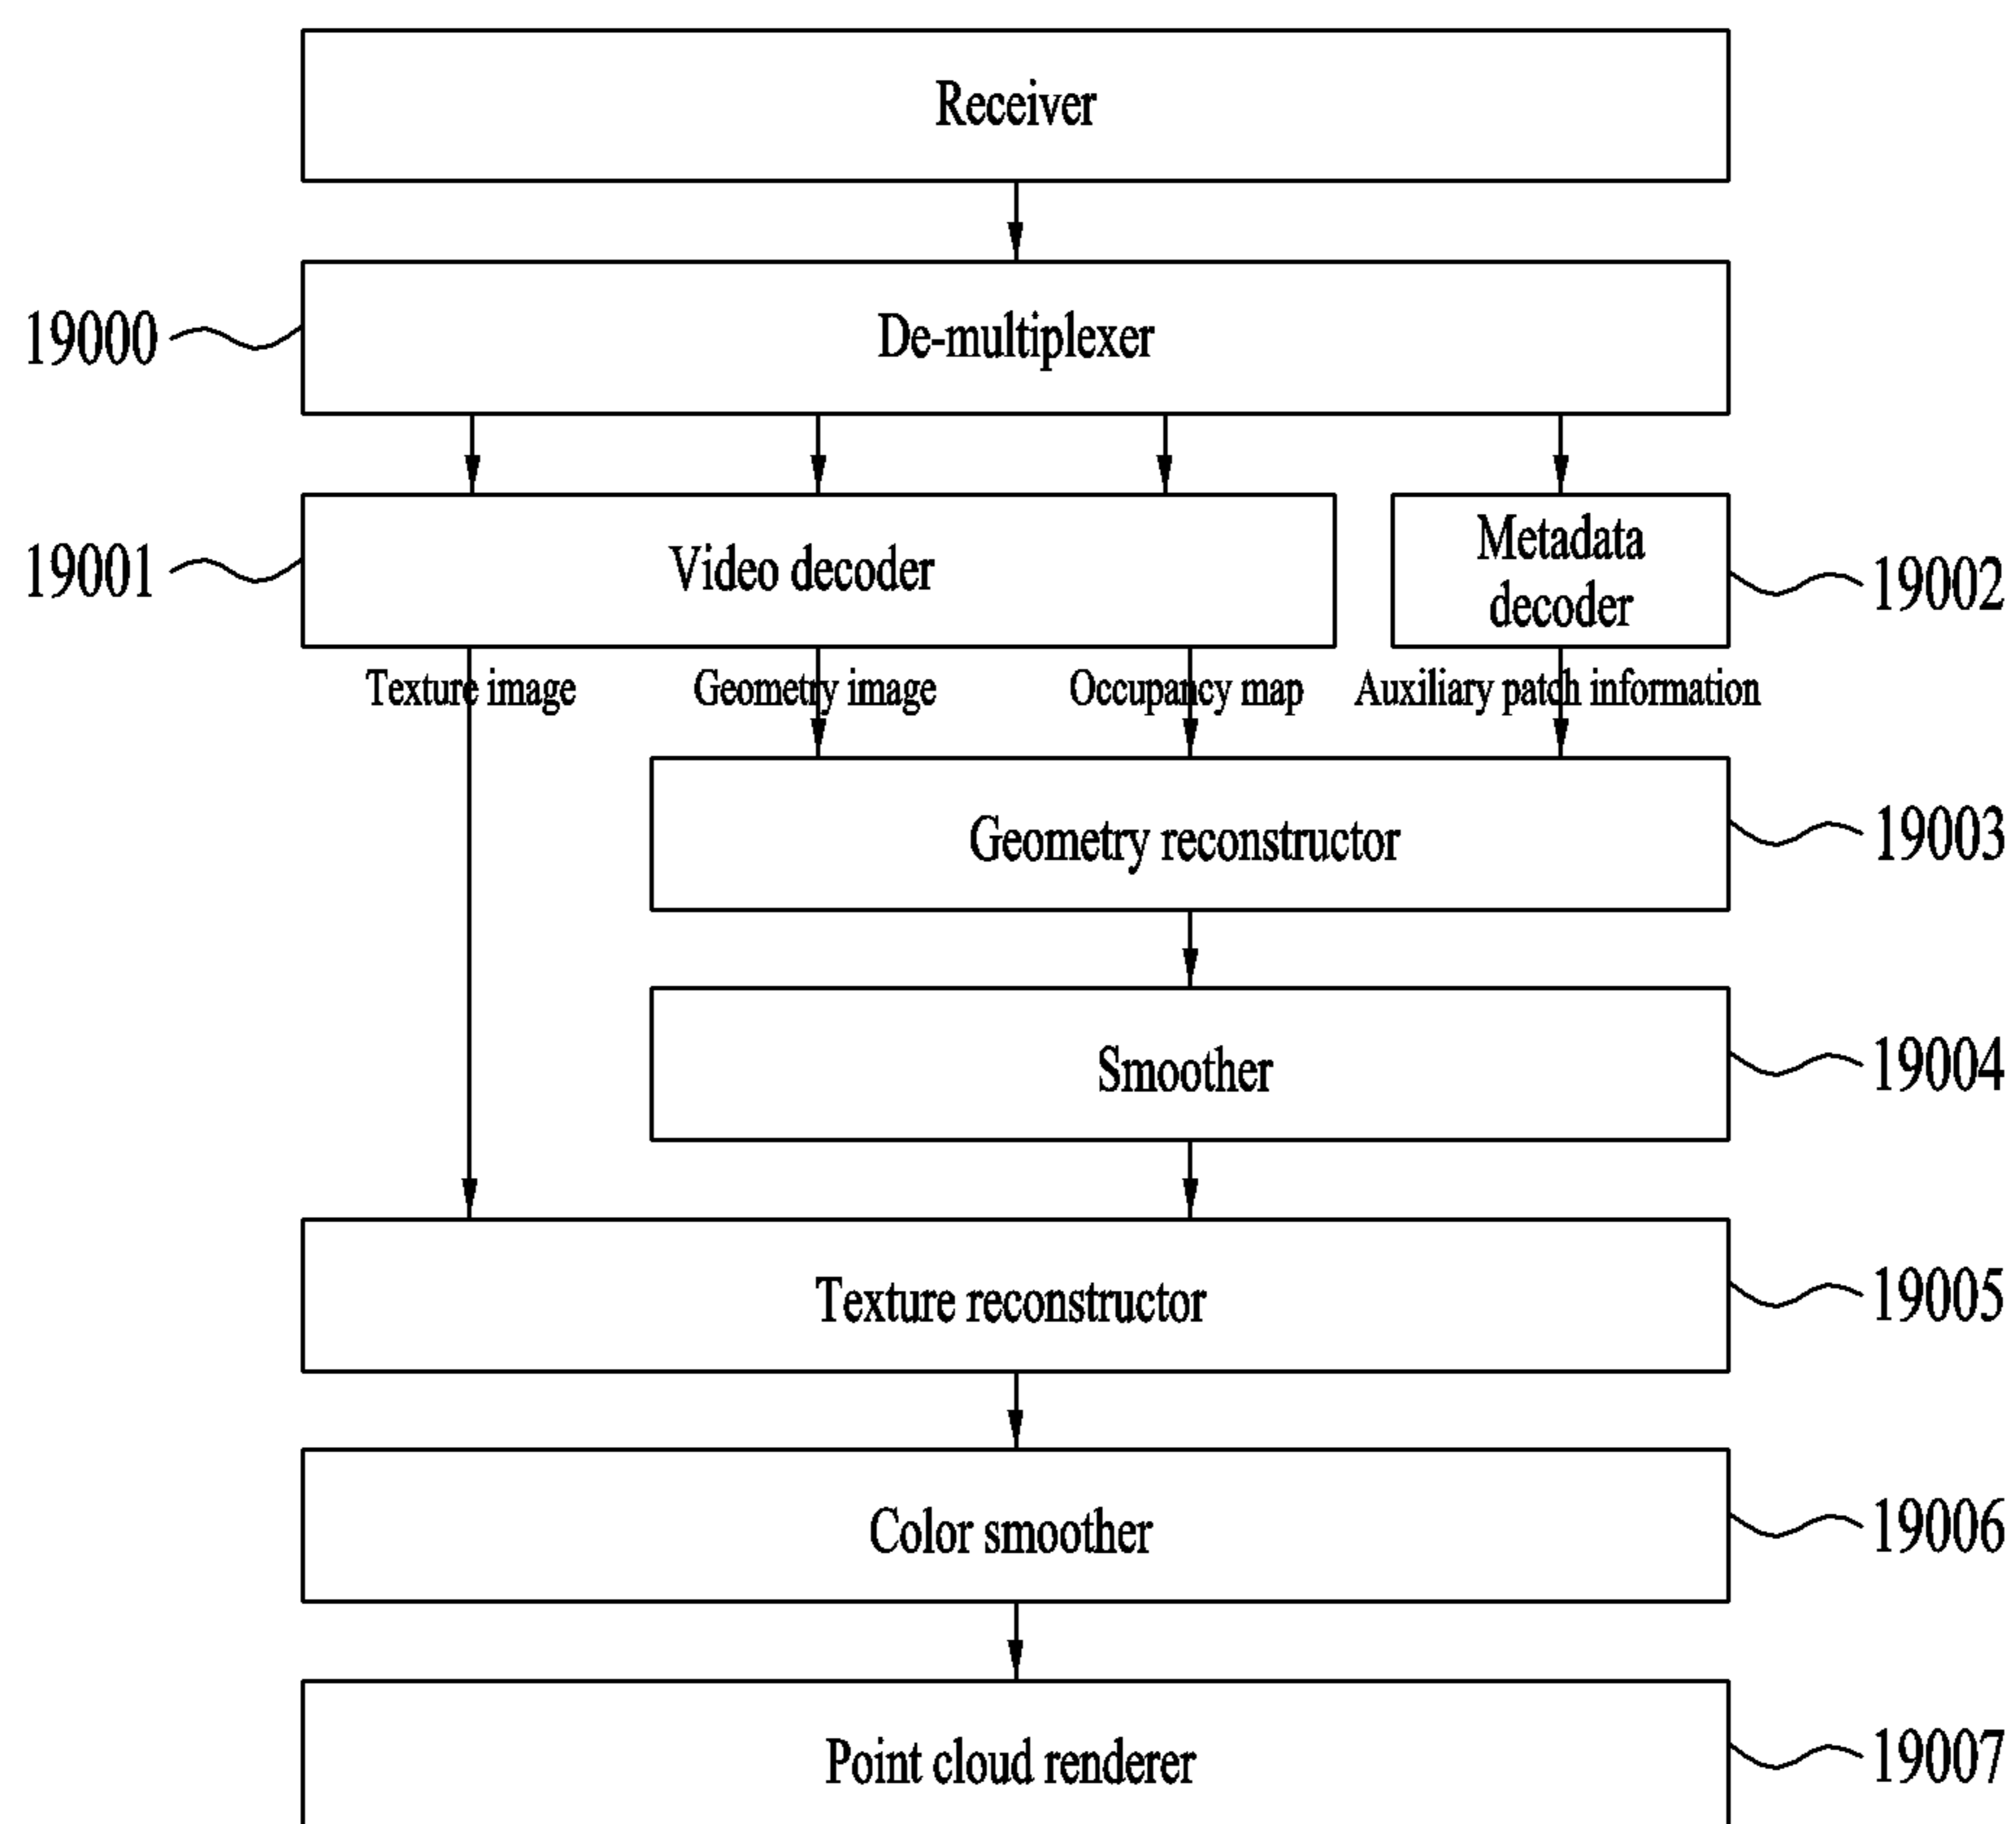 Receiver
19000
De-multiplexer
19001
Video decoder
Metadata
decoder
19002
Texture image
Geometry image
Occupancy map
Auxiliary patch information
Geometry reconstructor
19003
Smoother
19004
Texture reconstructor
19005
Color smoother
19006
Point cloud renderer
19007